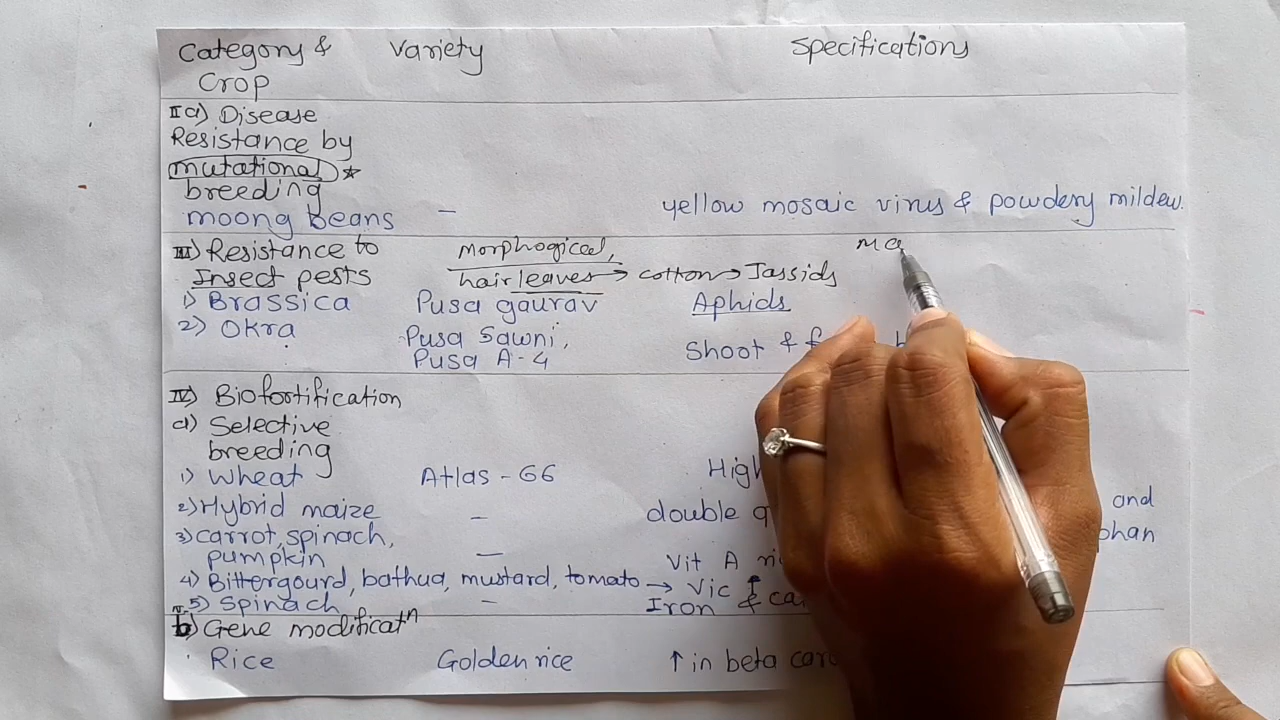 Category & Variety Specifications
Crop
II a) Disease
Resistance by
mutational
breeding
moong beans - yellow mosaic virus & powdery mildew.
III) Resistance to morphogical, ma
Insect pests hair leaves → cotton → Jassids
1) Brassica Pusa gaurav Aphids
2) Okra Pusa Sawni, Shoot &
Pusa A-4
IV) Biofortification
a) Selective
breeding
1) Wheat Atlas-66 High
2) Hybrid maize - double and
3) carrot, spinach,
pumpkin - Vit A
4) Bittergourd, bathua, mustard, tomato → Vic ↑
5) Spinach - Iron &
b) Gene modificatn
Rice Golden rice ↑ in beta